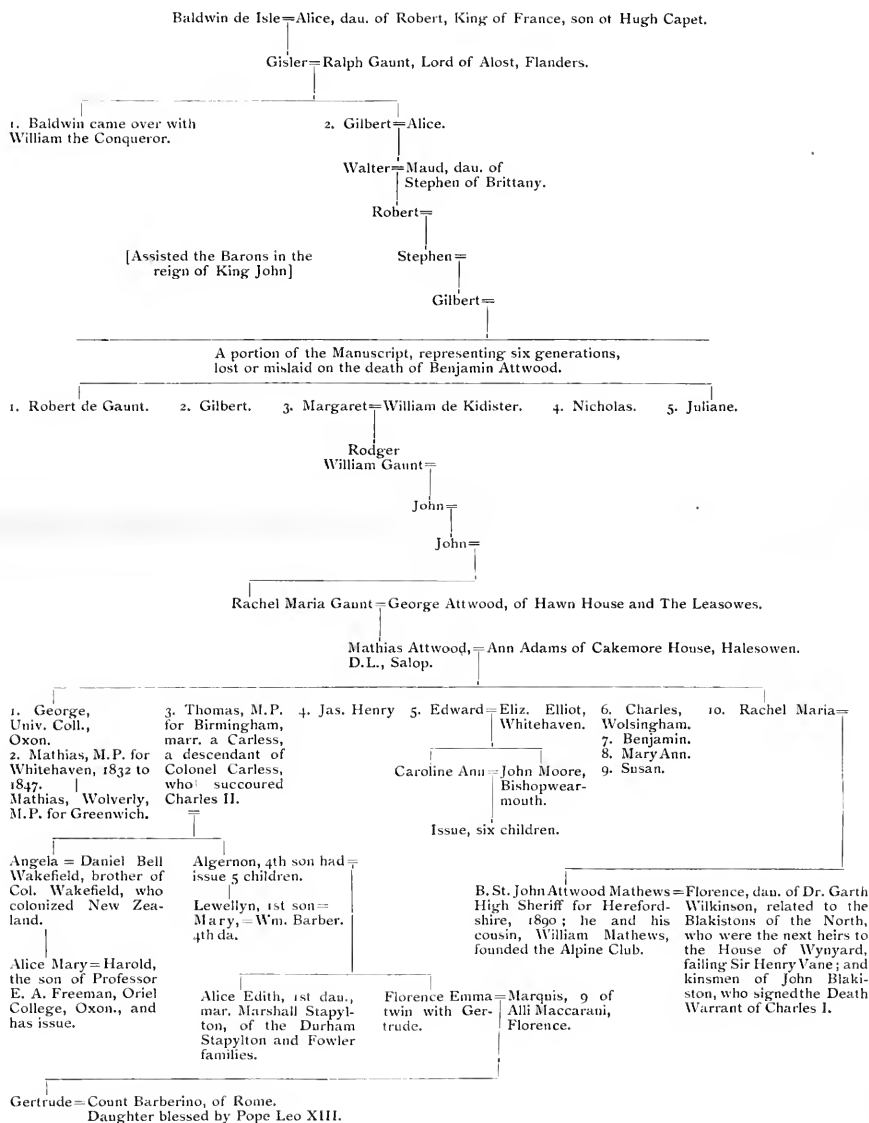 Baldwin de Isle=Alice, dau. of Robert, King of France, son ot Hugh Capet.
Gisler=Ralph Gaunt, Lord of Alost, Flanders.
1. Baldwin came over with
William the Conqueror.
2. Gilbert=Alice.
Walter=Maud, dau. of
Stephen of Brittany.
Robert=
[Assisted the Barons in the
reign of King John]
Stephen=
Gilbert=
A portion of the Manuscript, representing six generations,
lost or mislaid on the death of Benjamin Attwood.
1. Robert de Gaunt. 2. Gilbert. 3. Margaret=William de Kidister. 4. Nicholas. 5. Juliane.
Rodger
William Gaunt=
John=
John=
Rachel Maria Gaunt=George Attwood, of Hawn House and The Leasowes.
Mathias Attwood,=Ann Adams of Cakemore House, Halesowen.
D.L., Salop.
1. George,
Univ. Coll.,
Oxon.
2. Mathias, M.P. for
Whitehaven, 1832 to
1847.
Mathias, Wolverly,
M.P. for Greenwich.
3. Thomas, M.P.
for Birmingham,
marr. a Carless,
a descendant of
Colonel Carless,
who succoured
Charles II.
=
4. Jas. Henry
5. Edward=Eliz. Elliot,
Whitehaven.
6. Charles,
Wolsingham.
7. Benjamin.
8. Mary Ann.
9. Susan.
10. Rachel Maria=
Caroline Ann=John Moore,
Bishopwear-
mouth.
Issue, six children.
Angela = Daniel Bell
Wakefield, brother of
Col. Wakefield, who
colonized New Zea-
land.
Algernon, 4th son had=
issue 5 children.
Lewellyn, 1st son=
Mary,=Wm. Barber.
4th da.
B. St. John Attwood Mathews=Florence, dau. of Dr. Garth
High Sheriff for Hereford- Wilkinson, related to the
shire, 1890; he and his Blakistons of the North,
cousin, William Mathews, who were the next heirs to
founded the Alpine Club. the House of Wynyard,
failing Sir Henry Vane; and
kinsmen of John Blaki-
ston, who signed the Death
Warrant of Charles I.
Alice Mary=Harold,
the son of Professor
E. A. Freeman, Oriel
College, Oxon., and
has issue.
Alice Edith, 1st dau.,
mar. Marshall Stapyl-
ton, of the Durham
Stapylton and Fowler
families.
Florence Emma=Marquis, 9 of
twin with Ger- Alli Maccarani,
trude. Florence.
Gertrude=Count Barberino, of Rome.
Daughter blessed by Pope Leo XIII.